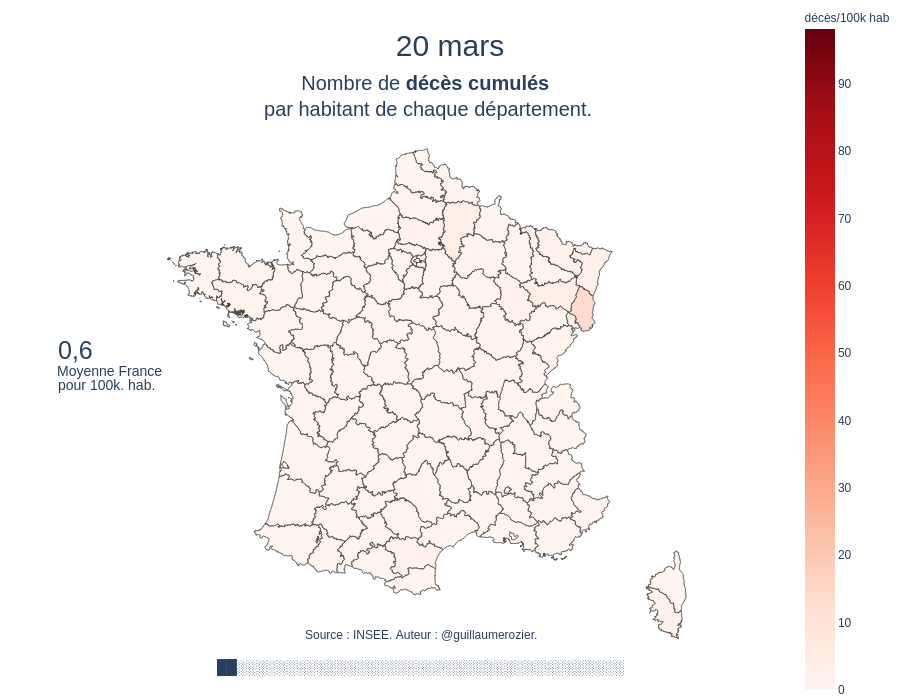 20 mars
Nombre de décès cumulés
par habitant de chaque département.
décès/100k hab
90
80
70
60
50
40
30
20
10
0
0,6
Moyenne France
pour 100k. hab.
Source : INSEE. Auteur : @guillaumerozier.